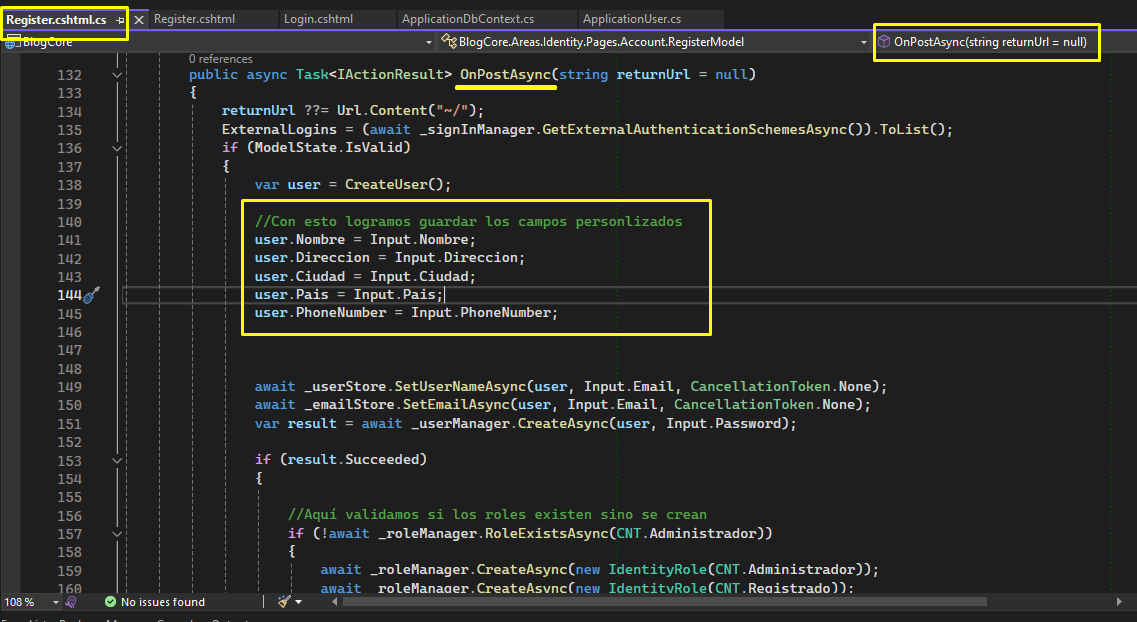 Register.cshtml.cs Register.cshtml Login.cshtml ApplicationDbContext.cs ApplicationUser.cs
BlogCore BlogCore.Areas.Identity.Pages.Account.RegisterModel OnPostAsync(string returnUrl = null)
0 references
132 public async Task<IActionResult> OnPostAsync(string returnUrl = null)
133 {
134 returnUrl ??= Url.Content("~/");
135 ExternalLogins = (await _signInManager.GetExternalAuthenticationSchemesAsync()).ToList();
136 if (ModelState.IsValid)
137 {
138 var user = CreateUser();
139
140 //Con esto logramos guardar los campos personlizados
141 user.Nombre = Input.Nombre;
142 user.Direccion = Input.Direccion;
143 user.Ciudad = Input.Ciudad;
144 user.Pais = Input.Pais;
145 user.PhoneNumber = Input.PhoneNumber;
146
147
148
149 await _userStore.SetUserNameAsync(user, Input.Email, CancellationToken.None);
150 await _emailStore.SetEmailAsync(user, Input.Email, CancellationToken.None);
151 var result = await _userManager.CreateAsync(user, Input.Password);
152
153 if (result.Succeeded)
154 {
155
156 //Aquí validamos si los roles existen sino se crean
157 if (!await _roleManager.RoleExistsAsync(CNT.Administrador))
158 {
159 await _roleManager.CreateAsync(new IdentityRole(CNT.Administrador));
160 await _roleManager.CreateAsync(new IdentityRole(CNT.Registrado));
108 % No issues found